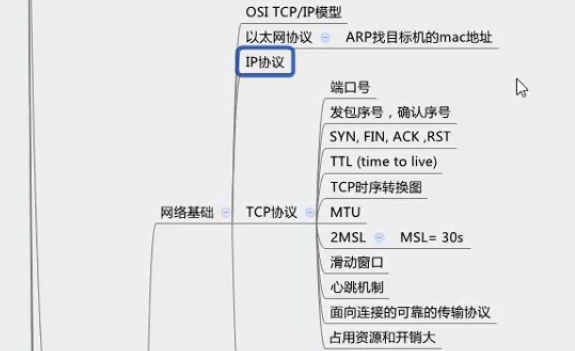 OSI TCP/IP模型
以太网协议 ARP找目标机的mac地址
IP协议
端口号
发包序号，确认序号
SYN, FIN, ACK ,RST
TTL (time to live)
TCP时序转换图
网络基础 TCP协议 MTU
2MSL MSL= 30s
滑动窗口
心跳机制
面向连接的可靠的传输协议
占用资源和开销大